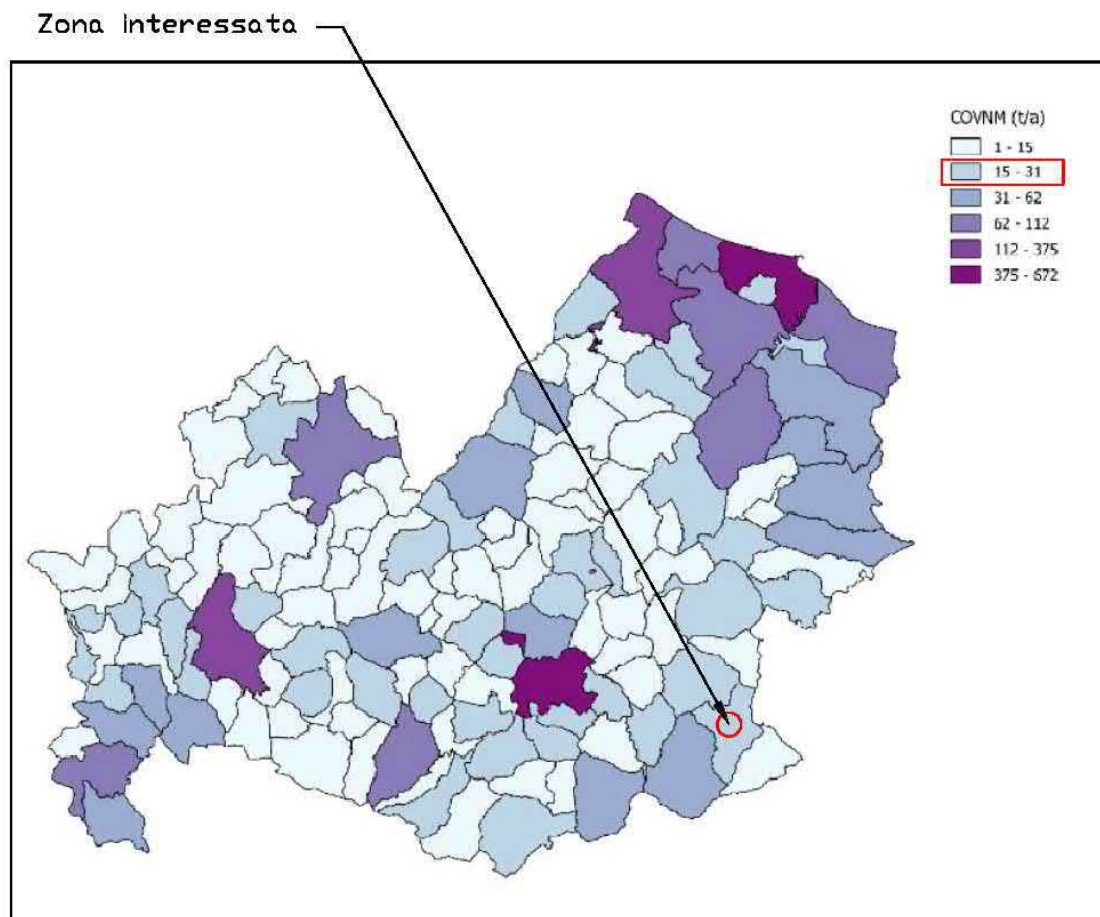 Zona interessata
COVNM (t/a)
1 - 15
15 - 31
31 - 62
62 - 112
112 - 375
375 - 672